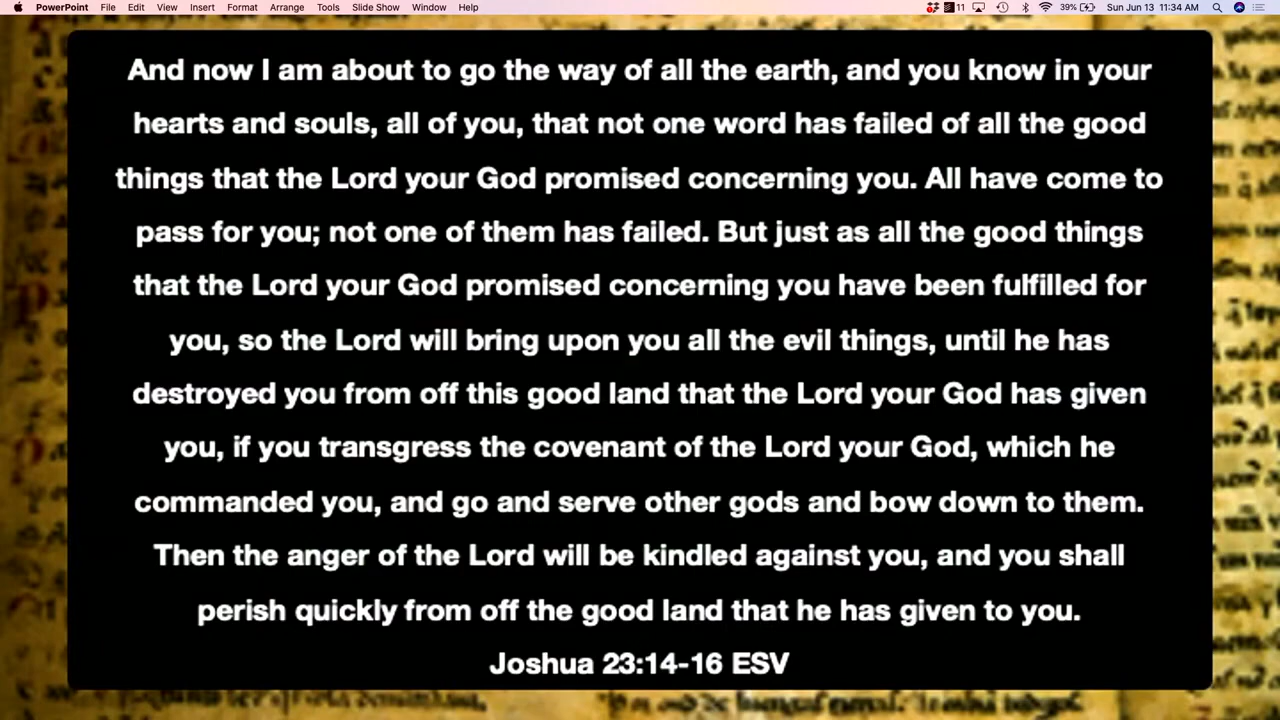 PowerPoint File Edit View Insert Format Arrange Tools Slide Show Window Help 11 39% Sun Jun 13 11:34 AM
And now I am about to go the way of all the earth, and you know in your
hearts and souls, all of you, that not one word has failed of all the good
things that the Lord your God promised concerning you. All have come to
pass for you; not one of them has failed. But just as all the good things
that the Lord your God promised concerning you have been fulfilled for
you, so the Lord will bring upon you all the evil things, until he has
destroyed you from off this good land that the Lord your God has given
you, if you transgress the covenant of the Lord your God, which he
commanded you, and go and serve other gods and bow down to them.
Then the anger of the Lord will be kindled against you, and you shall
perish quickly from off the good land that he has given to you.
Joshua 23:14-16 ESV